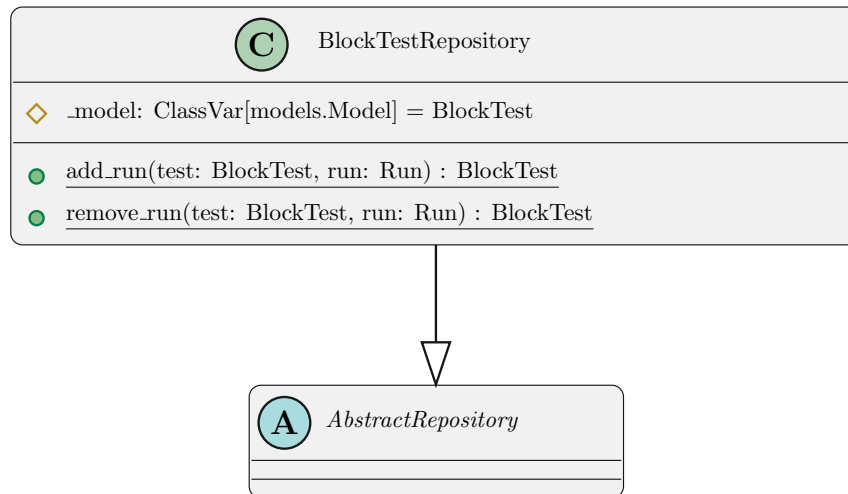 C BlockTestRepository
_model: ClassVar[models.Model] = BlockTest
add_run(test: BlockTest, run: Run) : BlockTest
remove_run(test: BlockTest, run: Run) : BlockTest
A AbstractRepository